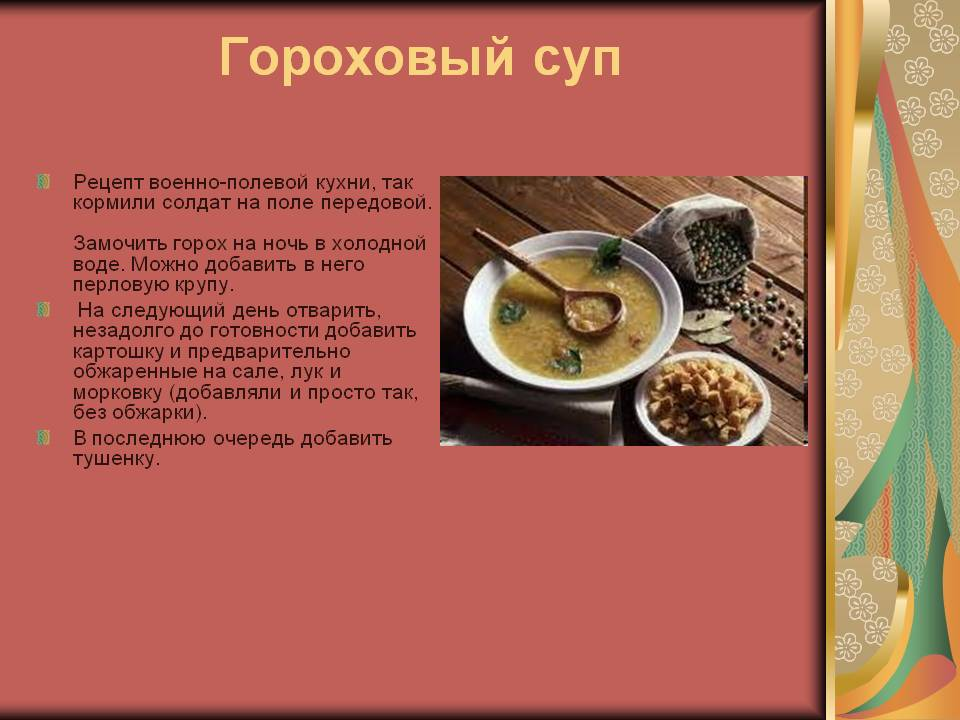 Гороховый суп
Рецепт военно-полевой кухни, так
кормили солдат на поле передовой.
Замочить горох на ночь в холодной
воде. Можно добавить в него
перловую крупу.
На следующий день отварить,
незадолго до готовности добавить
картошку и предварительно
обжаренные на сале, лук и
морковку (добавляли и просто так,
без обжарки).
В последнюю очередь добавить
тушенку.